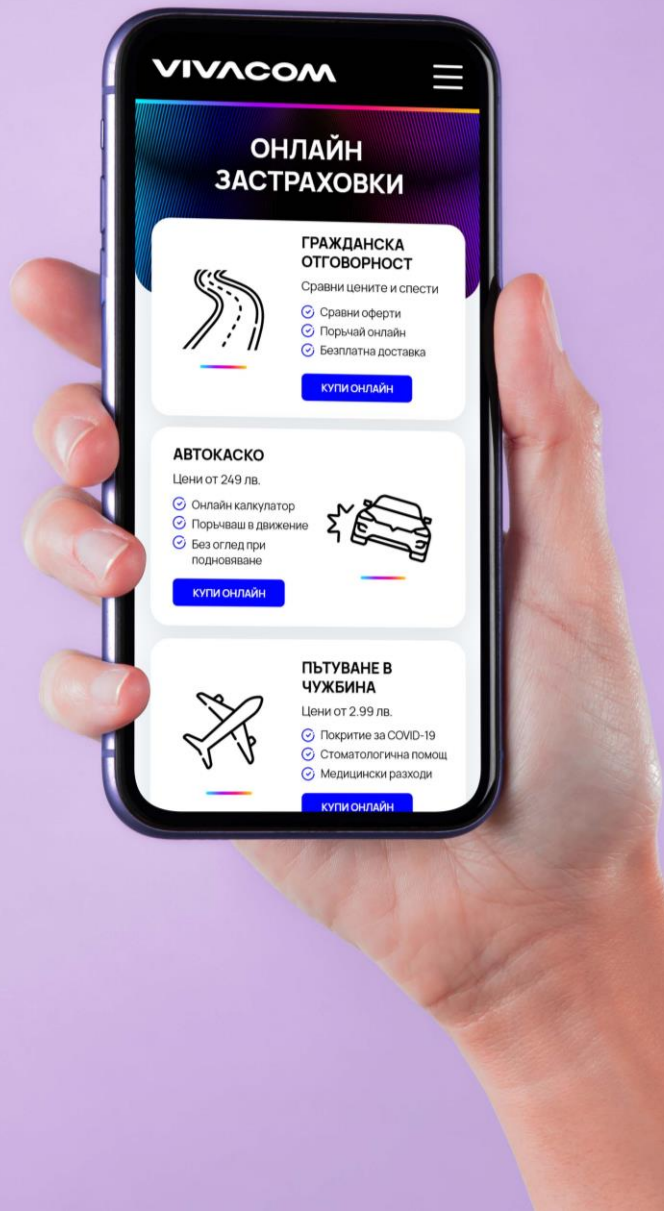 VIVACOM
ОНЛАЙН
ЗАСТРАХОВКИ
ГРАЖДАНСКА
ОТГОВОРНОСТ
Сравни цените и спести
Сравни оферти
Поръчай онлайн
Безплатна доставка
КУПИ ОНЛАЙН
АВТОКАСКО
Цени от 249 лв.
Онлайн калкулатор
Поръчваш в движение
Без оглед при
подновяване
КУПИ ОНЛАЙН
ПЪТУВАНЕ В
ЧУЖБИНА
Цени от 2.99 лв.
Покритие за COVID-19
Стоматологична помощ
Медицински разходи
КУПИ ОНЛАЙН